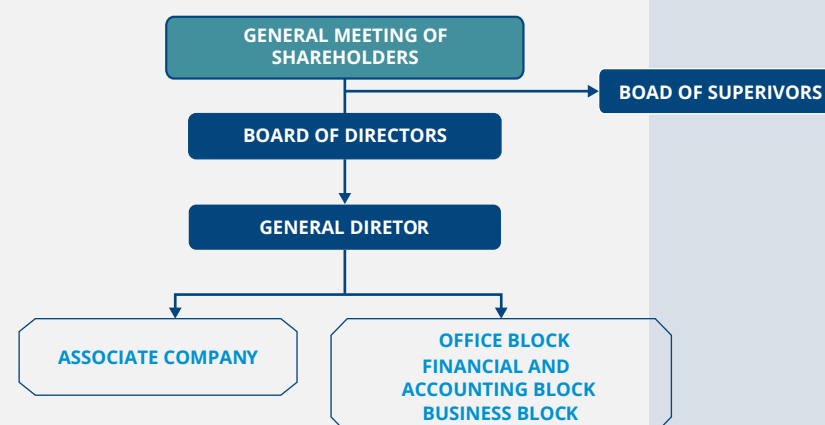 GENERAL MEETING OF
SHAREHOLDERS
BOAD OF SUPERIVORS
BOARD OF DIRECTORS
GENERAL DIRETOR
ASSOCIATE COMPANY
OFFICE BLOCK
FINANCIAL AND
ACCOUNTING BLOCK
BUSINESS BLOCK